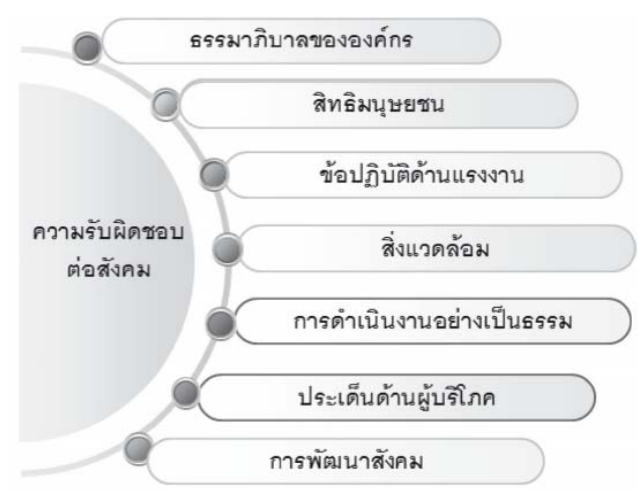 ธรรมาภิบาลขององค์กร
สิทธิมนุษยชน
ข้อปฏิบัติด้านแรงงาน
ความรับผิดชอบ
ต่อสังคม
สิ่งแวดล้อม
การดำเนินงานอย่างเป็นธรรม
ประเด็นด้านผู้บริโภค
การพัฒนาสังคม